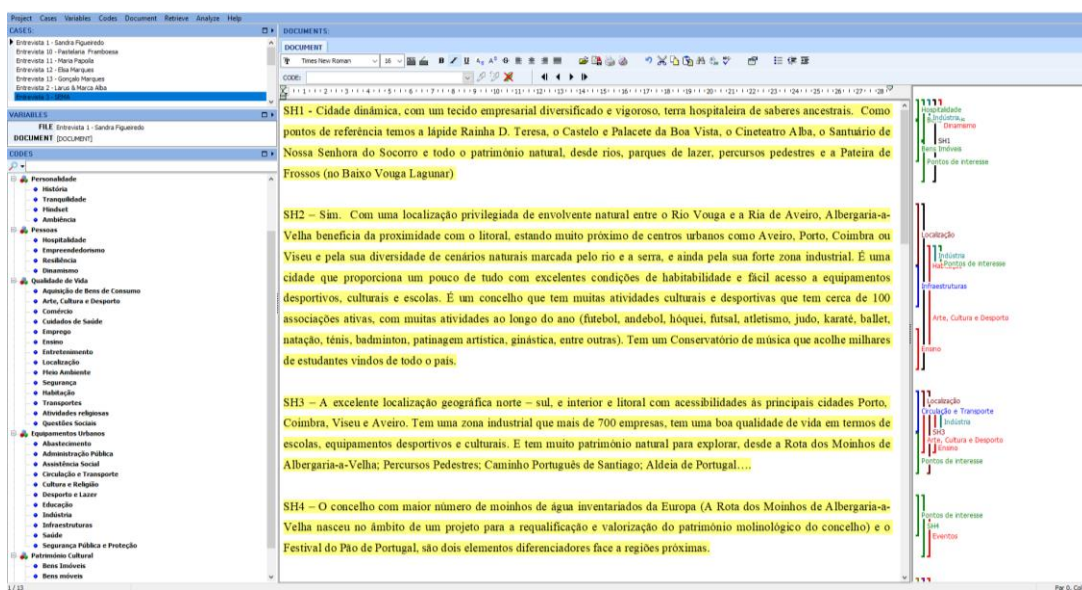 Project Cases Variables Codes Document Retrieve Analyze Help
CASES:
Entrevista 1 - Sandra Figueiredo
Entrevista 10 - Pastelaria Framboesa
Entrevista 11 - Maria Papoila
Entrevista 12 - Elsa Marques
Entrevista 13 - Gonçalo Marques
Entrevista 2 - Larus & Marca Alba
VARIABLES
FILE Entrevista 1 - Sandra Figueiredo
DOCUMENT [DOCUMENT]
CODES
Personalidade
História
Tranquilidade
Mindset
Ambiência
Pessoas
Hospitalidade
Empreendedorismo
Resiliência
Dinamismo
Qualidade de Vida
Aquisição de Bens de Consumo
Arte, Cultura e Desporto
Comércio
Cuidados de Saúde
Emprego
Ensino
Entretenimento
Localização
Meio Ambiente
Segurança
Habitação
Transportes
Atividades religiosas
Questões Sociais
Equipamentos Urbanos
Abastecimento
Administração Pública
Assistência Social
Circulação e Transporte
Cultura e Religião
Desporto e Lazer
Educação
Indústria
Infraestruturas
Saúde
Segurança Pública e Proteção
Património Cultural
Bens Imóveis
Bens móveis
1 / 13
DOCUMENTS:
DOCUMENT
Times New Roman 16
CODE:
SH1 - Cidade dinâmica, com um tecido empresarial diversificado e vigoroso, terra hospitaleira de saberes ancestrais. Como
pontos de referência temos a lápide Rainha D. Teresa, o Castelo e Palacete da Boa Vista, o Cineteatro Alba, o Santuário de
Nossa Senhora do Socorro e todo o património natural, desde rios, parques de lazer, percursos pedestres e a Pateira de
Frossos (no Baixo Vouga Lagunar)
SH2 – Sim. Com uma localização privilegiada de envolvente natural entre o Rio Vouga e a Ria de Aveiro, Albergaria-a-
Velha beneficia da proximidade com o litoral, estando muito próximo de centros urbanos como Aveiro, Porto, Coimbra ou
Viseu e pela sua diversidade de cenários naturais marcada pelo rio e a serra, e ainda pela sua forte zona industrial. É uma
cidade que proporciona um pouco de tudo com excelentes condições de habitabilidade e fácil acesso a equipamentos
desportivos, culturais e escolas. É um concelho que tem muitas atividades culturais e desportivas que tem cerca de 100
associações ativas, com muitas atividades ao longo do ano (futebol, andebol, hóquei, futsal, atletismo, judo, karaté, ballet,
natação, ténis, badminton, patinagem artística, ginástica, entre outras). Tem um Conservatório de música que acolhe milhares
de estudantes vindos de todo o país.
SH3 – A excelente localização geográfica norte – sul, e interior e litoral com acessibilidades às principais cidades Porto,
Coimbra, Viseu e Aveiro. Tem uma zona industrial que mais de 700 empresas, tem uma boa qualidade de vida em termos de
escolas, equipamentos desportivos e culturais. E tem muito património natural para explorar, desde a Rota dos Moinhos de
Albergaria-a-Velha; Percursos Pedestres; Caminho Português de Santiago; Aldeia de Portugal….
SH4 – O concelho com maior número de moinhos de água inventariados da Europa (A Rota dos Moinhos de Albergaria-a-
Velha nasceu no âmbito de um projeto para a requalificação e valorização do património molinológico do concelho) e o
Festival do Pão de Portugal, são dois elementos diferenciadores face a regiões próximas.
Hospitalidade
Indústria
Dinamismo
SH1
Bens Imóveis
Pontos de interesse
Localização
Indústria
Pontos de interesse
Infraestruturas
Arte, Cultura e Desporto
Ensino
Localização
Circulação e Transporte
Indústria
SH3
Arte, Cultura e Desporto
Ensino
Pontos de interesse
Pontos de interesse
SH4
Eventos
Par 0, Col